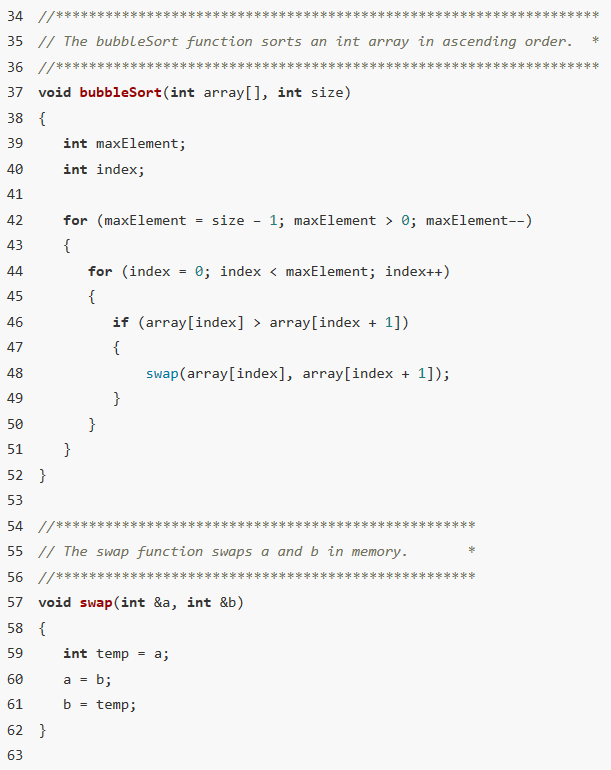 34 //******************************************************************
35 // The bubbleSort function sorts an int array in ascending order.  *
36 //******************************************************************
37 void bubbleSort(int array[], int size)
38 {
39    int maxElement;
40    int index;
41
42    for (maxElement = size − 1; maxElement > 0; maxElement−−)
43    {
44       for (index = 0; index < maxElement; index++)
45       {
46          if (array[index] > array[index + 1])
47          {
48              swap(array[index], array[index + 1]);
49          }
50       }
51    }
52 }
53
54 //***************************************************
55 // The swap function swaps a and b in memory.       *
56 //***************************************************
57 void swap(int &a, int &b)
58 {
59    int temp = a;
60    a = b;
61    b = temp;
62 }
63